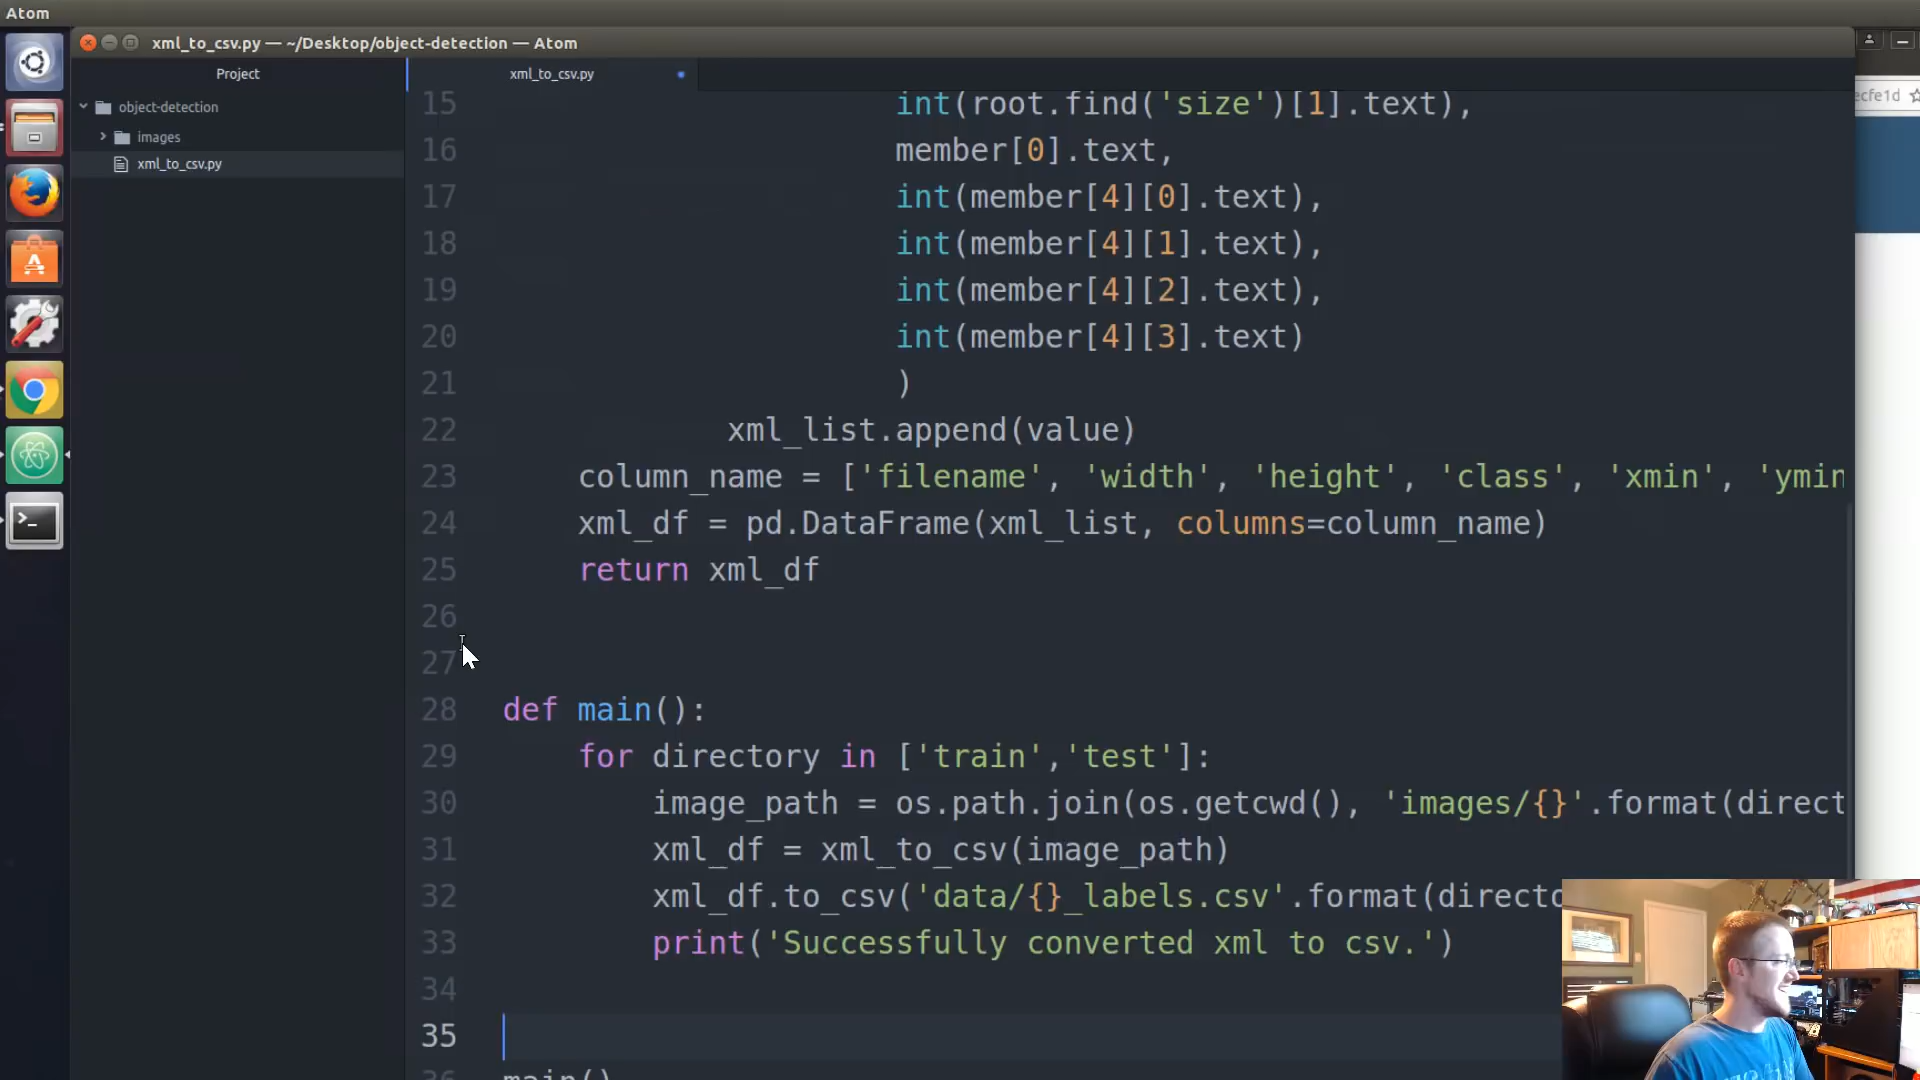 Atom
xml_to_csv.py — ~/Desktop/object-detection — Atom
ecfe1d
Project
xml_to_csv.py
object-detection
images
xml_to_csv.py
15 int(root.find('size')[1].text),
16 member[0].text,
17 int(member[4][0].text),
18 int(member[4][1].text),
19 int(member[4][2].text),
20 int(member[4][3].text)
21 )
22 xml_list.append(value)
23 column_name = ['filename', 'width', 'height', 'class', 'xmin', 'ymin
24 xml_df = pd.DataFrame(xml_list, columns=column_name)
25 return xml_df
26
27
28 def main():
29 for directory in ['train','test']:
30 image_path = os.path.join(os.getcwd(), 'images/{}'.format(direct
31 xml_df = xml_to_csv(image_path)
32 xml_df.to_csv('data/{}_labels.csv'.format(directo
33 print('Successfully converted xml to csv.')
34
35
36 main()